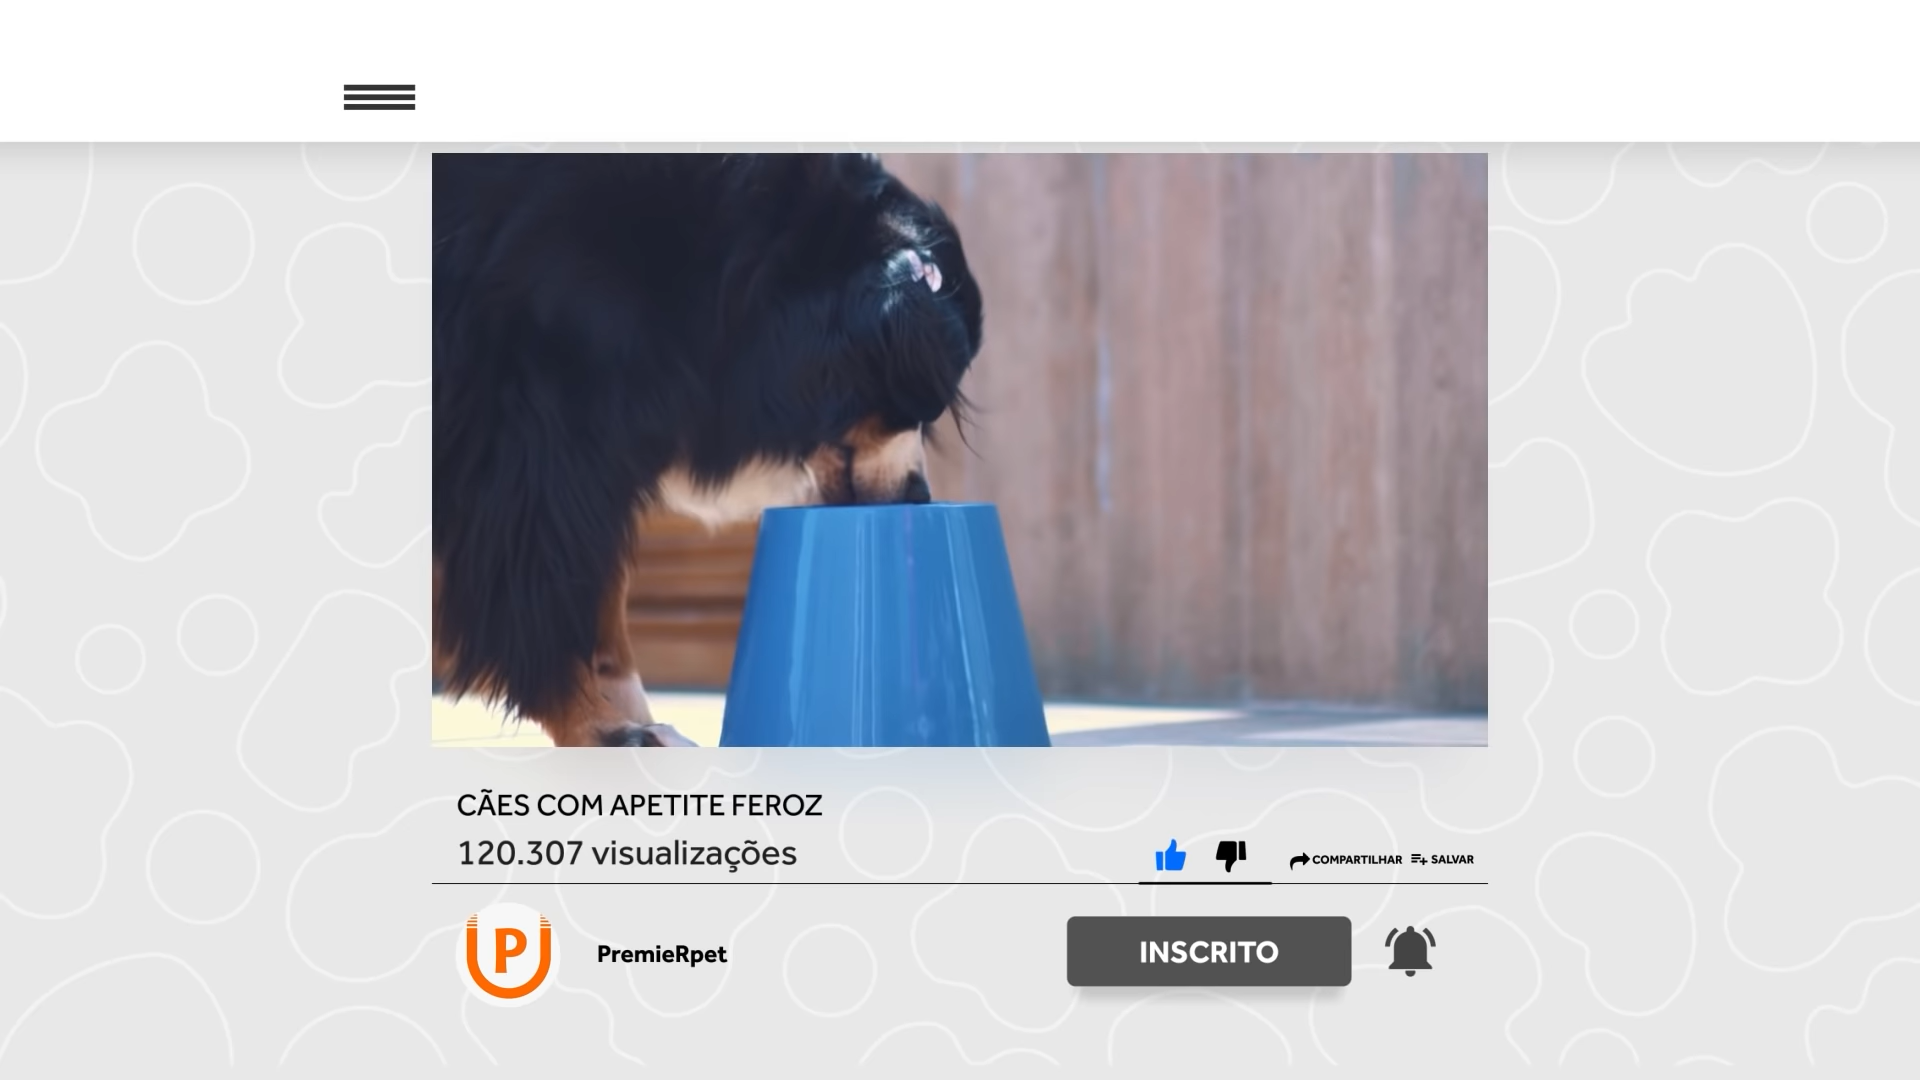 CÃES COM APETITE FEROZ
120.307 visualizações
COMPARTILHAR SALVAR
P
PremieRpet
INSCRITO